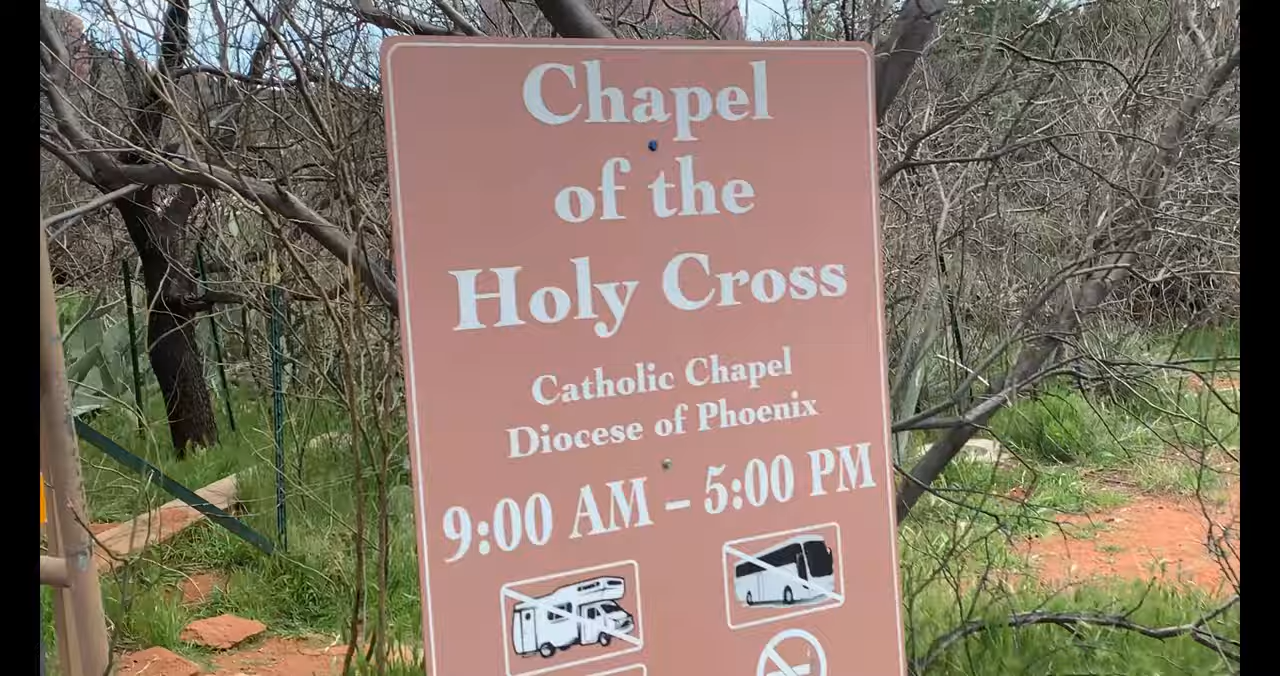 Chapel
of the
Holy Cross
Catholic Chapel
Diocese of Phoenix
9:00 AM – 5:00 PM